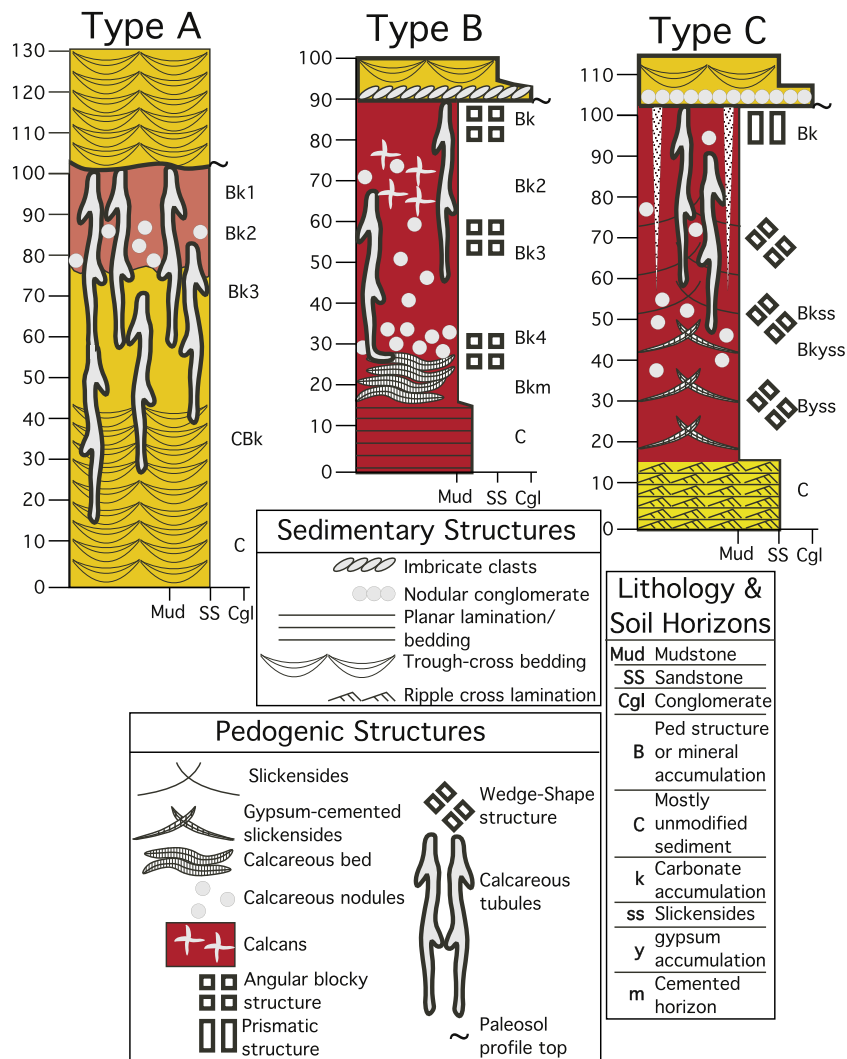 Type A
130
120
110
100
90
80
70
60
50
40
30
20
10
0
Bk1
Bk2
Bk3
CBk
C
Mud SS Cgl
Type B
100
90
80
70
60
50
40
30
20
10
0
Bk
Bk2
Bk3
Bk4
Bkm
C
Mud SS Cgl
Type C
110
100
90
80
70
60
50
40
30
20
10
0
Bk
Bkss
Bkyss
Byss
C
Mud SS Cgl
Sedimentary Structures
Imbricate clasts
Nodular conglomerate
Planar lamination/
bedding
Trough-cross bedding
Ripple cross lamination
Lithology &
Soil Horizons
Mud Mudstone
SS Sandstone
Cgl Conglomerate
Ped structure
B or mineral
accumulation
Mostly
C unmodified
sediment
k Carbonate
accumulation
ss Slickensides
y gypsum
accumulation
m Cemented
horizon
Pedogenic Structures
Slickensides
Gypsum-cemented
slickensides
Calcareous bed
Calcareous nodules
Calcans
Angular blocky
structure
Prismatic
structure
Wedge-Shape
structure
Calcareous
tubules
Paleosol
profile top